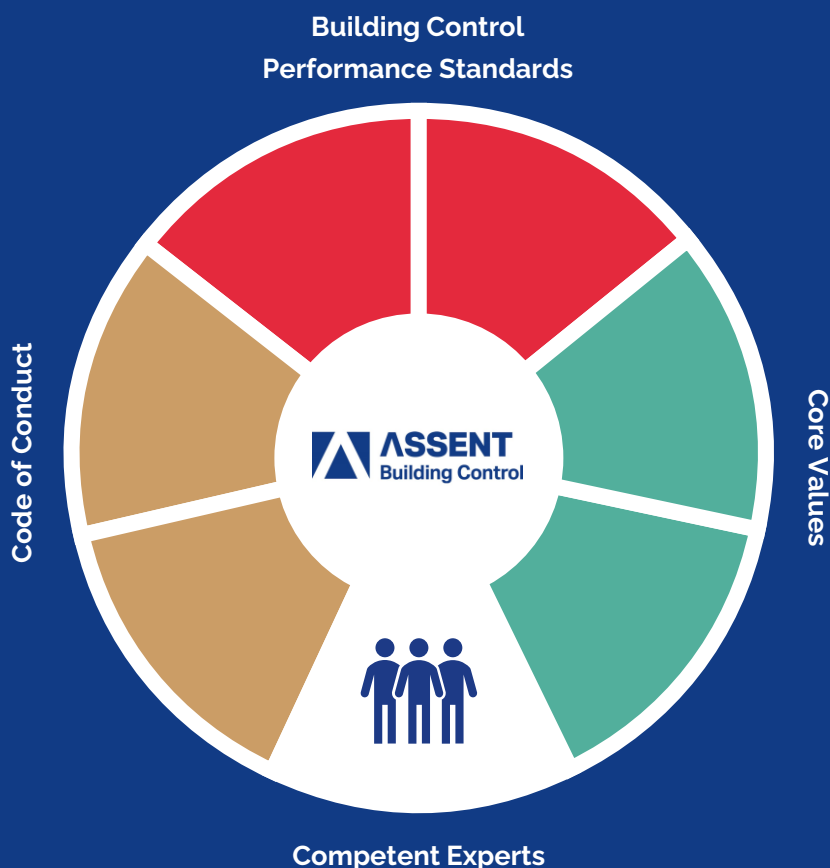 Building Control
Performance Standards
Code of Conduct
ASSENT
Building Control
Core Values
Competent Experts